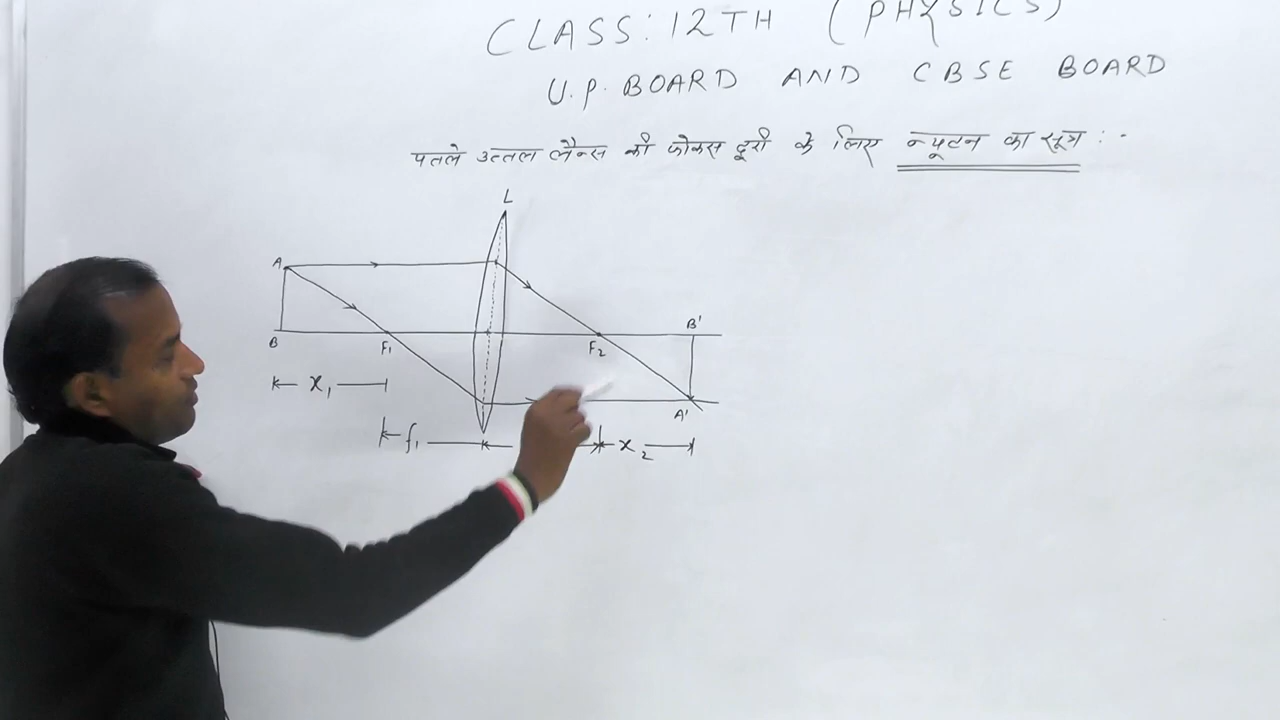 CLASS: 12TH (PHYSICS)
U.P. BOARD AND CBSE BOARD
पतले उत्तल लैन्स की फोकस दूरी के लिए न्यूटन का सूत्र :-
L
A
B'
B F₁ F₂
x₁
A'
f₁ x₂